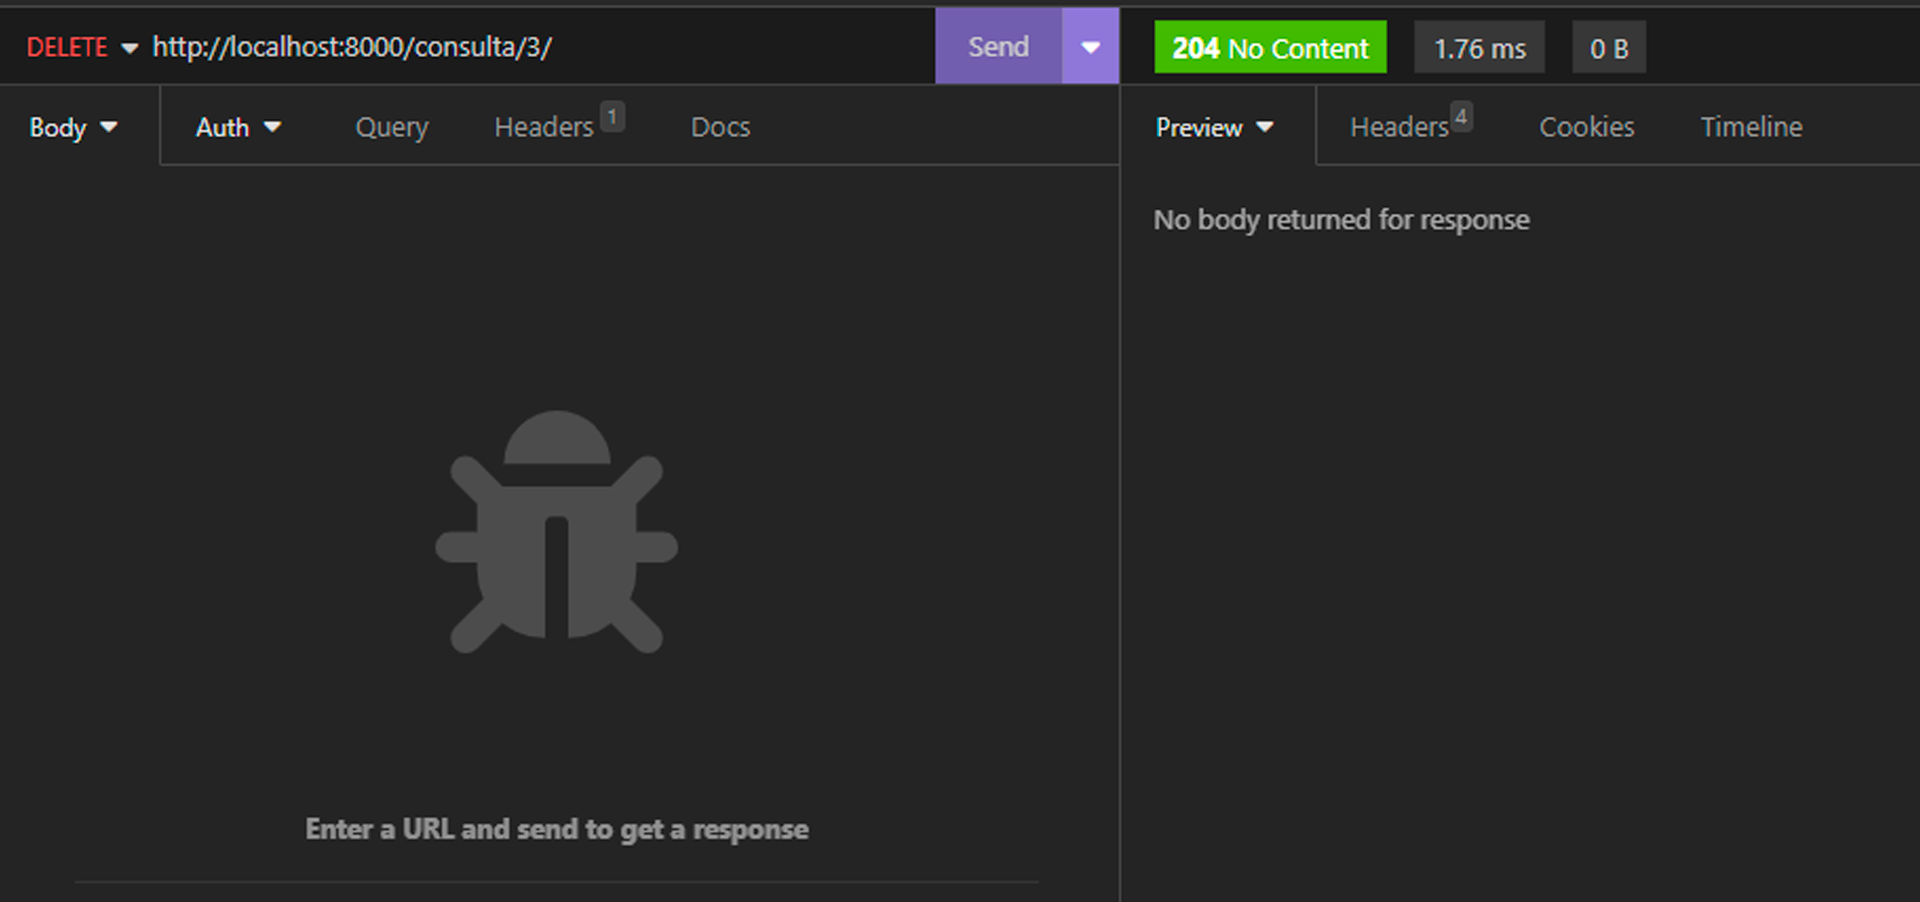 DELETE http://localhost:8000/consulta/3/ Send
204 No Content 1.76 ms 0 B
Body Auth Query Headers 1 Docs
Preview Headers 4 Cookies Timeline
No body returned for response
Enter a URL and send to get a response